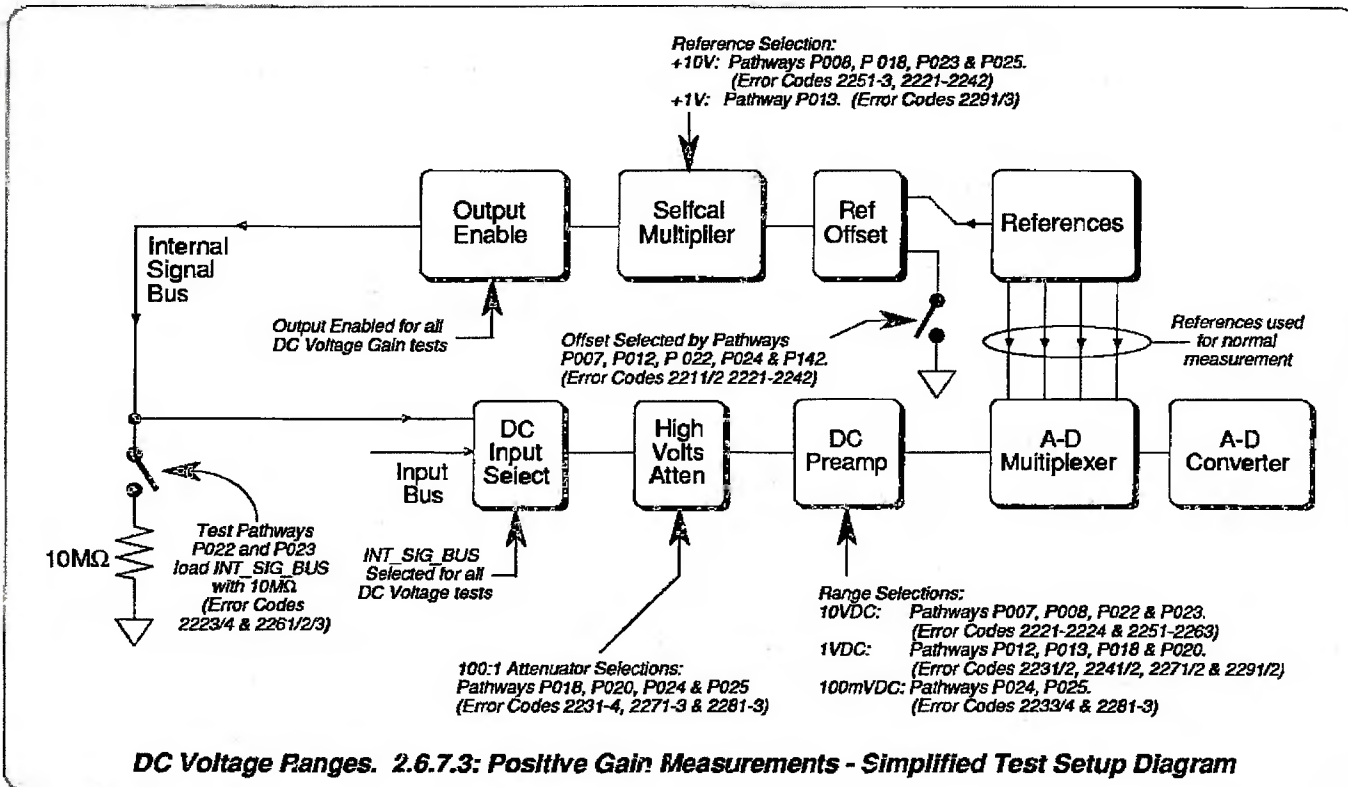 Reference Selection:
+10V: Pathways P008, P 018, P023 & P025.
(Error Codes 2251-3, 2221-2242)
+1V: Pathway P013. (Error Codes 2291/3)
Output
Enable
Selfcal
Multiplier
Ref
Offset
References
Internal
Signal
Bus
Output Enabled for all
DC Voltage Gain tests
Offset Selected by Pathways
P007, P012, P 022, P024 & P142.
(Error Codes 2211/2 2221-2242)
References used
for normal
measurement
DC
Input
Select
High
Volts
Atten
DC
Preamp
A-D
Multiplexer
A-D
Converter
Input
Bus
10MΩ
Test Pathways
P022 and P023
load INT_SIG_BUS
with 10MΩ
(Error Codes
2223/4 & 2261/2/3)
INT_SIG_BUS
Selected for all
DC Voltage tests
100:1 Attenuator Selections:
Pathways P018, P020, P024 & P025
(Error Codes 2231-4, 2271-3 & 2281-3)
Range Selections:
10VDC: Pathways P007, P008, P022 & P023.
(Error Codes 2221-2224 & 2251-2263)
1VDC: Pathways P012, P013, P018 & P020.
(Error Codes 2231/2, 2241/2, 2271/2 & 2291/2)
100mVDC: Pathways P024, P025.
(Error Codes 2233/4 & 2281-3)
DC Voltage Ranges. 2.6.7.3: Positive Gain Measurements - Simplified Test Setup Diagram